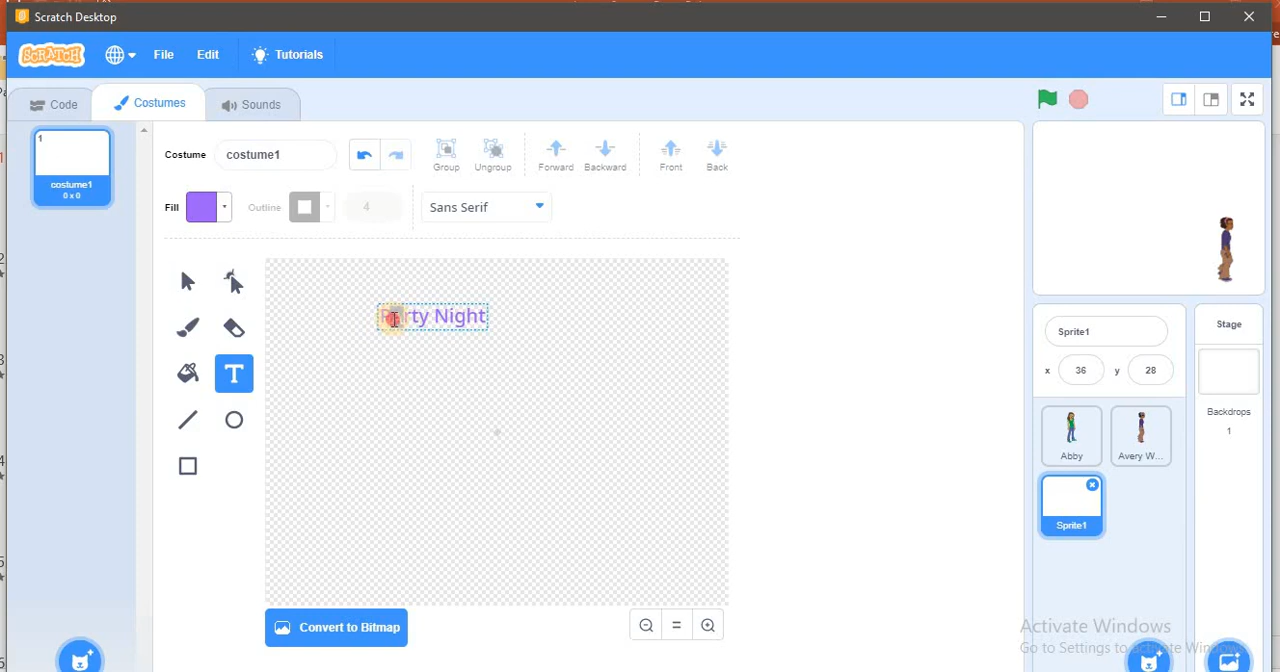 Scratch Desktop
SCRATCH File Edit Tutorials
Code Costumes Sounds
1
costume1
0 x 0
Costume costume1 Group Ungroup Forward Backward Front Back
Fill Outline 4 Sans Serif
T
Party Night
Convert to Bitmap
Sprite1
x 36 y 28
Abby Avery W...
Sprite1
Stage
Backdrops
1
Activate Windows
Go to Settings to activate Windows.